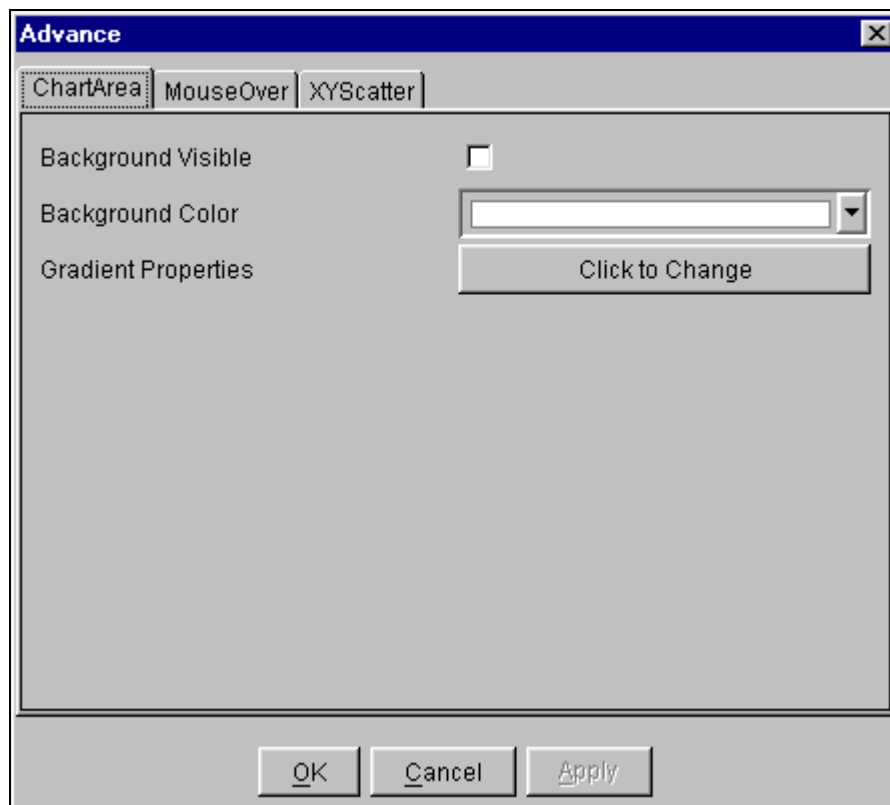 Advance
ChartArea MouseOver XYScatter
Background Visible
Background Color
Gradient Properties Click to Change
OK Cancel Apply